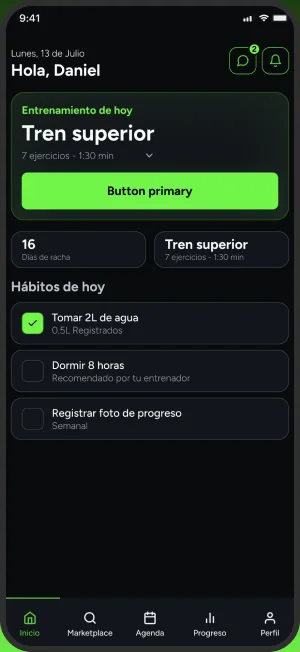 9:41
Lunes, 13 de Julio
Hola, Daniel
2
Entrenamiento de hoy
Tren superior
7 ejercicios - 1:30 min
Button primary
16
Días de racha
Tren superior
7 ejercicios - 1:30 min
Hábitos de hoy
Tomar 2L de agua
0.5L Registrados
Dormir 8 horas
Recomendado por tu entrenador
Registrar foto de progreso
Semanal
Inicio
Marketplace
Agenda
Progreso
Perfil